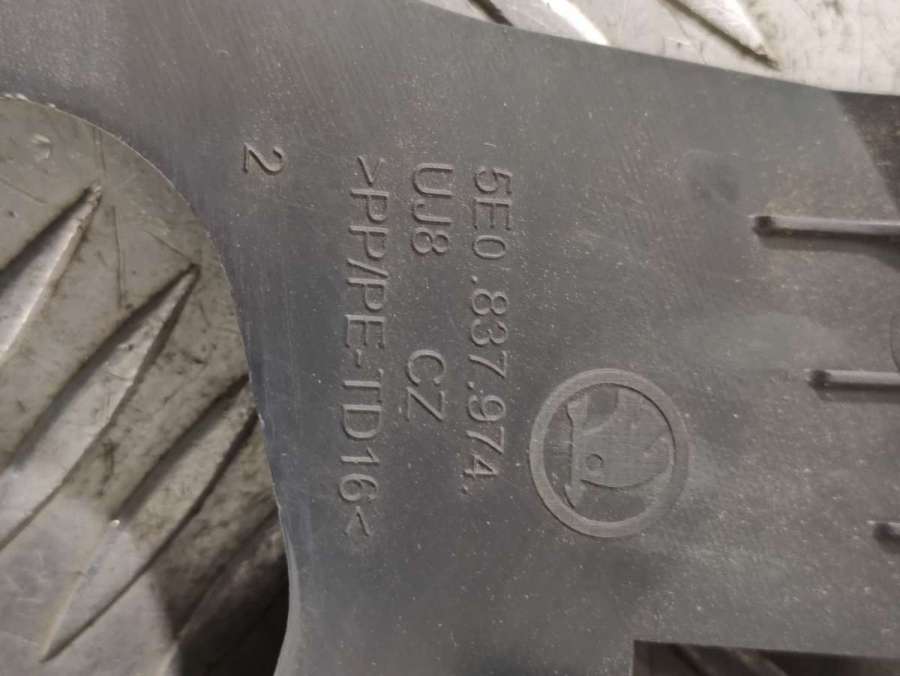 5E0.837.974.
UJ8 CZ
>PP/PE-TD16<
2